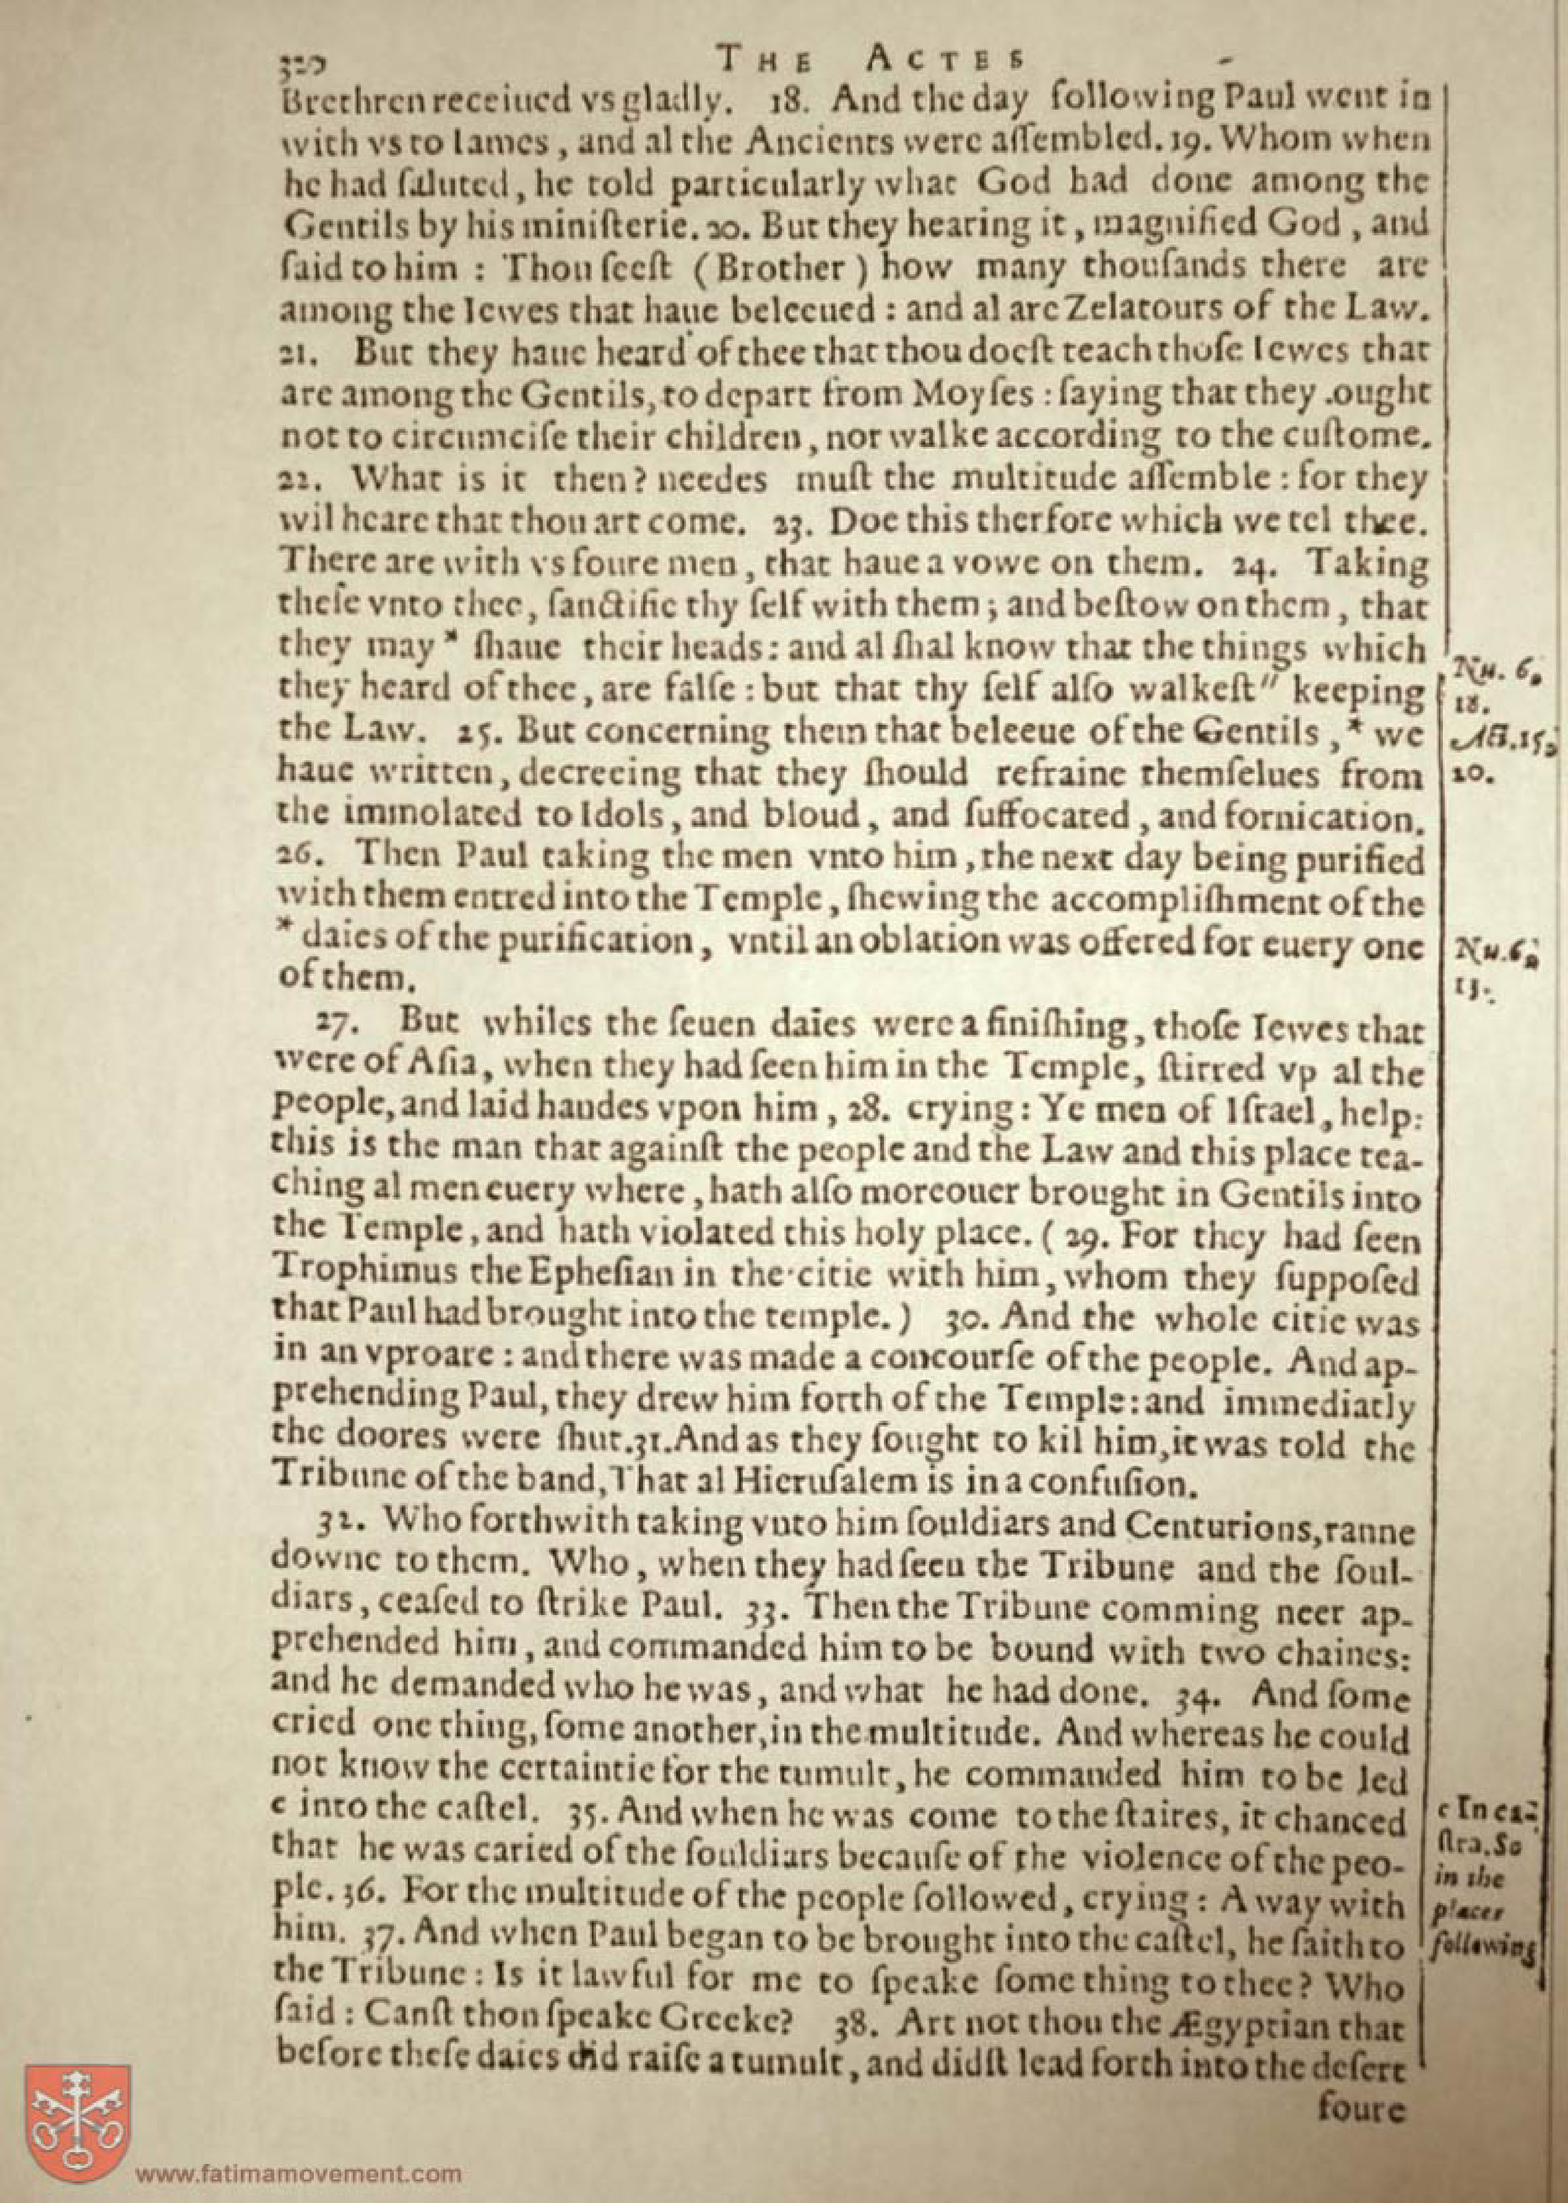 320 THE ACTES
Brethren receiued vs gladly. 18. And the day following Paul went in
with vs to Iames, and al the Ancients were aſſembled. 19. Whom when
he had ſaluted, he told particularly what God had done among the
Gentils by his miniſterie. 20. But they hearing it, magnified God, and
ſaid to him: Thou ſeeſt (Brother) how many thouſands there are
among the Iewes that haue beleeued: and al are Zelatours of the Law.
21. But they haue heard of thee that thou doeſt teach thoſe Iewes that
are among the Gentils, to depart from Moyſes: ſaying that they ought
not to circumciſe their children, nor walke according to the cuſtome.
22. What is it then? needes muſt the multitude aſſemble: for they
wil heare that thou art come. 23. Doe this therfore which we tel thee.
There are with vs foure men, that haue a vowe on them. 24. Taking
theſe vnto thee, ſanctifie thy ſelf with them; and beſtow on them, that
they may * ſhaue their heads: and al ſhal know that the things which
they heard of thee, are falſe: but that thy ſelf alſo walkeſt" keeping
the Law. 25. But concerning them that beleeue of the Gentils, * we
haue written, decreeing that they ſhould refraine themſelues from
the immolated to Idols, and bloud, and ſuffocated, and fornication.
26. Then Paul taking the men vnto him, the next day being purified
with them entred into the Temple, ſhewing the accompliſhment of the
* daies of the purification, vntil an oblation was offered for euery one
of them.
27. But whiles the ſeuen daies were a finiſhing, thoſe Iewes that
were of Aſia, when they had ſeen him in the Temple, ſtirred vp al the
people, and laid handes vpon him, 28. crying: Ye men of Iſrael, help:
this is the man that againſt the people and the Law and this place tea-
ching al men euery where, hath alſo moreouer brought in Gentils into
the Temple, and hath violated this holy place. (29. For they had ſeen
Trophimus the Epheſian in the citie with him, whom they ſuppoſed
that Paul had brought into the temple.) 30. And the whole citie was
in an vproare: and there was made a concourſe of the people. And ap-
prehending Paul, they drew him forth of the Temple: and immediatly
the doores were ſhut. 31. And as they ſought to kil him, it was told the
Tribune of the band, That al Hieruſalem is in a confuſion.
32. Who forthwith taking vnto him ſouldiars and Centurions, ranne
downe to them. Who, when they had ſeen the Tribune and the ſoul-
diars, ceaſed to ſtrike Paul. 33. Then the Tribune comming neer ap-
prehended him, and commanded him to be bound with two chaines:
and he demanded who he was, and what he had done. 34. And ſome
cried one thing, ſome another, in the multitude. And whereas he could
not know the certaintie for the tumult, he commanded him to be led
c into the caſtel. 35. And when he was come to the ſtaires, it chanced
that he was caried of the ſouldiars becauſe of the violence of the peo-
ple. 36. For the multitude of the people followed, crying: A way with
him. 37. And when Paul began to be brought into the caſtel, he ſaith to
the Tribune: Is it lawful for me to ſpeake ſome thing to thee? Who
ſaid: Canſt thon ſpeake Greeke? 38. Art not thou the Ægyptian that
before theſe daies did raiſe a tumult, and didſt lead forth into the deſert
foure
Nu. 6,
18.
Act. 15,
20.
Nu. 6,
13.
c In ca-
ſtra. So
in the
places
following
www.fatimamovement.com